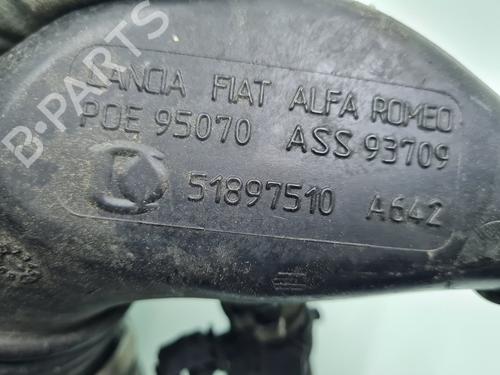 LANCIA FIAT ALFA ROMEO
POE 95070 ASS 93709
51897510 A642
B-PARTS